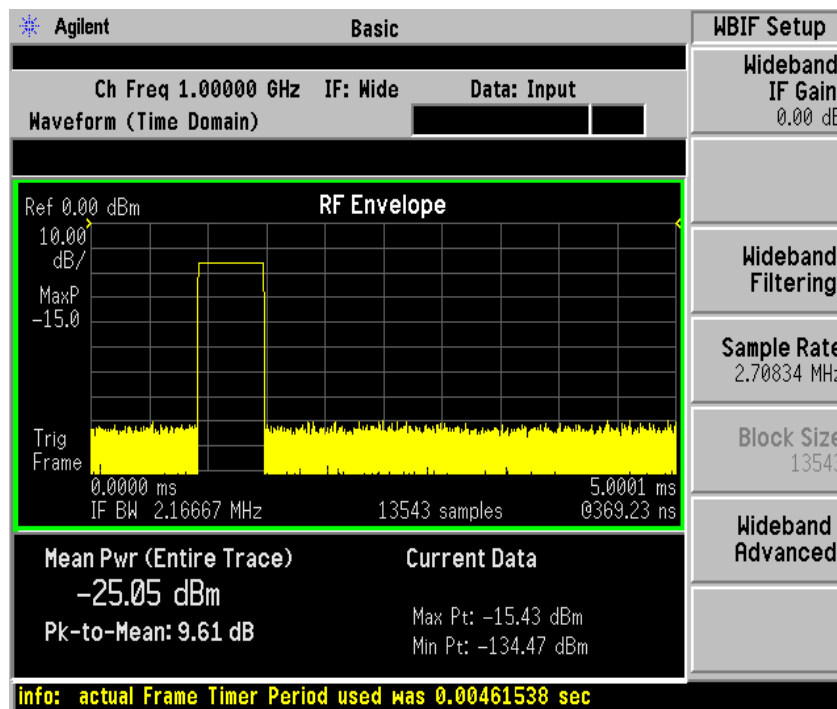 Agilent Basic WBIF Setup
Ch Freq 1.00000 GHz IF: Wide Data: Input
Waveform (Time Domain)
Wideband
IF Gain
0.00 dB
Ref 0.00 dBm RF Envelope
10.00
dB/
MaxP
-15.0
Trig
Frame
0.0000 ms 5.0001 ms
IF BW 2.16667 MHz 13543 samples @369.23 ns
Wideband
Filtering
Sample Rate
2.70834 MHz
Block Size
13543
Wideband
Advanced
Mean Pwr (Entire Trace)
-25.05 dBm
Pk-to-Mean: 9.61 dB
Current Data
Max Pt: -15.43 dBm
Min Pt: -134.47 dBm
info: actual Frame Timer Period used was 0.00461538 sec